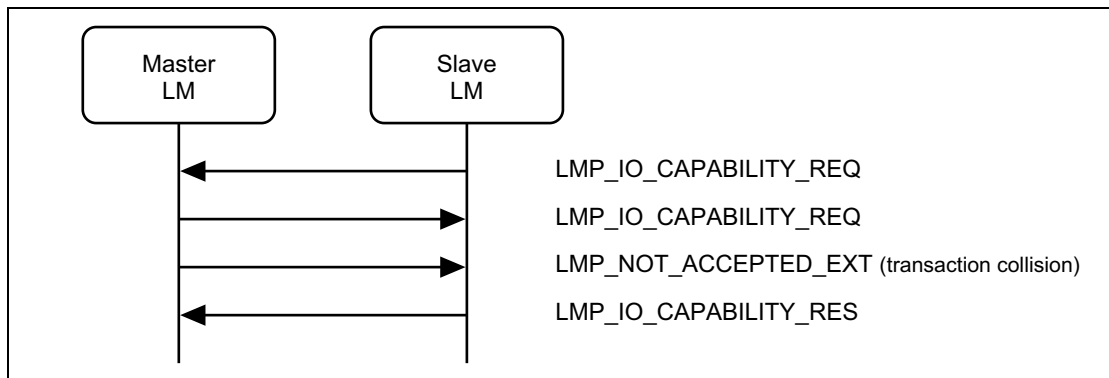 Master
LM
Slave
LM
LMP_IO_CAPABILITY_REQ
LMP_IO_CAPABILITY_REQ
LMP_NOT_ACCEPTED_EXT (transaction collision)
LMP_IO_CAPABILITY_RES